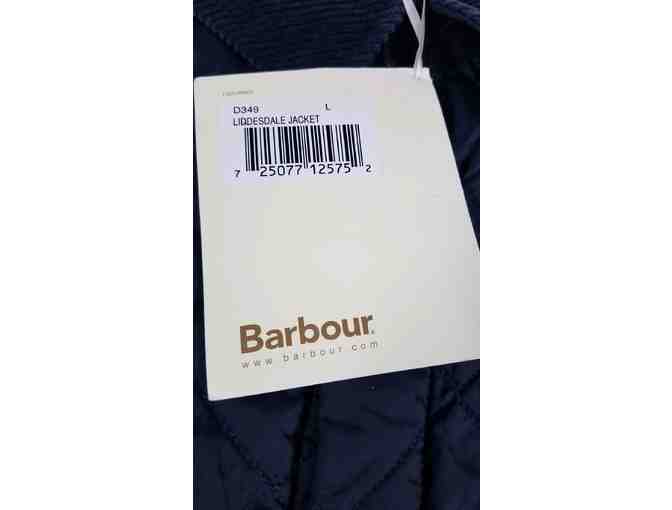 D349 L
LIDDESDALE JACKET
7 25077 12575 2
Barbour
www.barbour.com